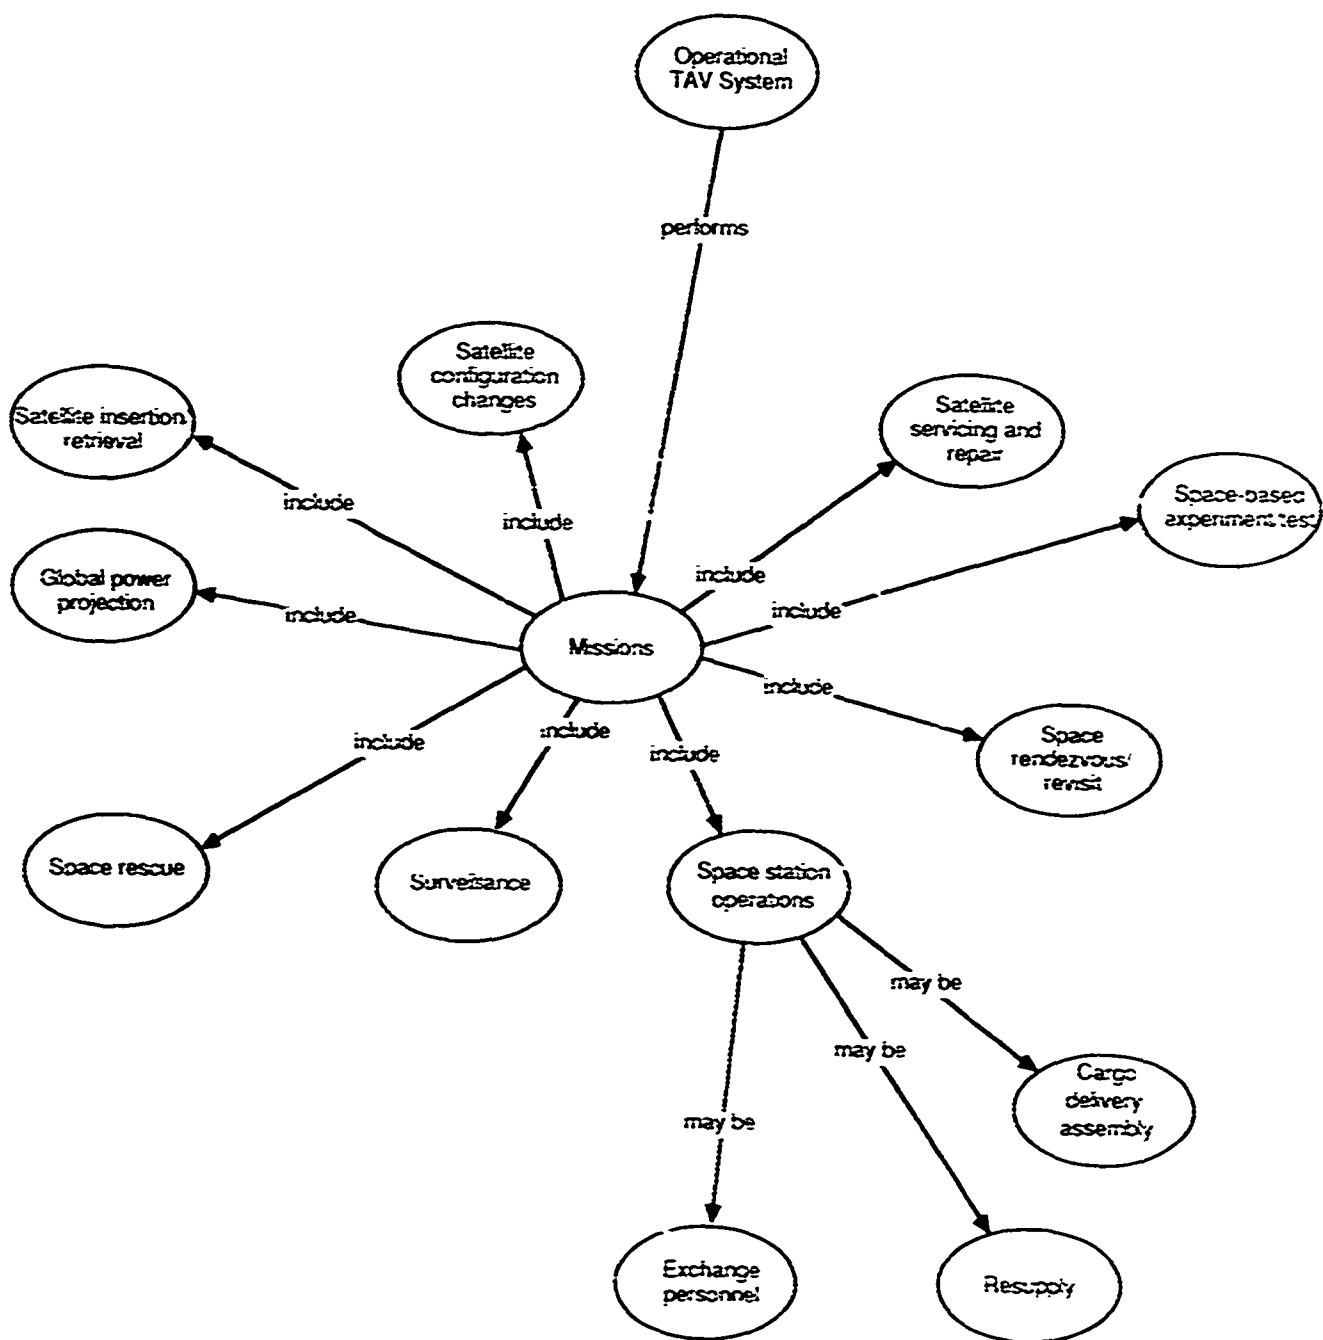 Operational
TAV System
performs
Satellite
configuration
changes
Satellite insertion
retrieval
Satellite
servicing and
repair
Space-based
experiment test
include
include
include
include
include
include
include
include
include
Global power
projection
Missions
Space
rendezvous/
revisit
Space rescue
Surveillance
Space station
operations
may be
may be
may be
Cargo
delivery
assembly
Exchange
personnel
Resupply